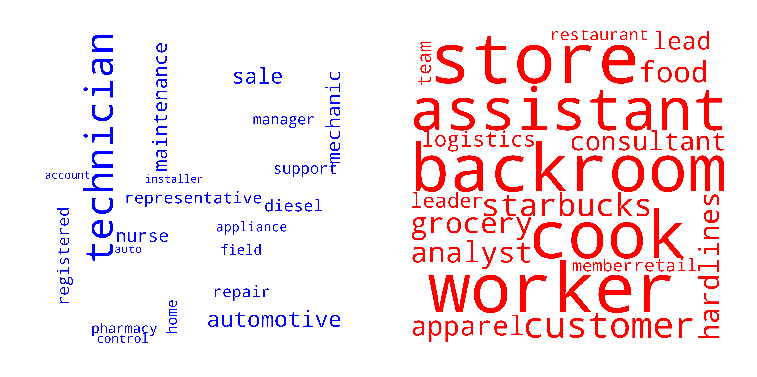 technician
maintenance
sale
mechanic
manager
support
account
installer
representative
diesel
registered
nurse
appliance
auto
field
repair
home
automotive
pharmacy
control
restaurant
team
store
lead
food
assistant
logistics
consultant
backroom
leader
starbucks
grocery
cook
hardlines
analyst
member
retail
worker
apparel
customer